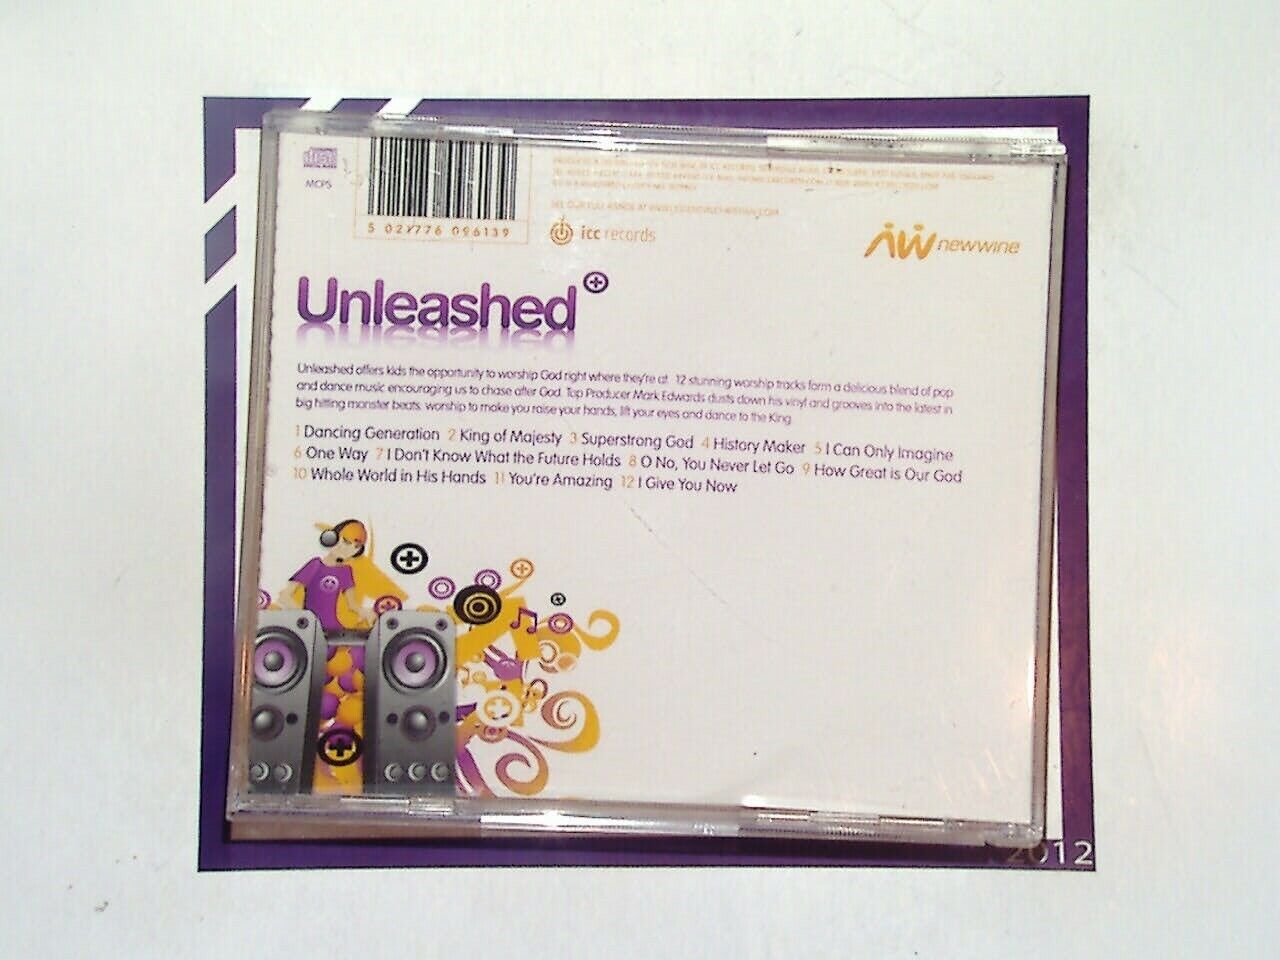 MCPS
5 027776 096139
icc records
newwine
Unleashed
Unleashed offers kids the opportunity to worship God right where they're at. 12 stunning worship tracks form a delicious blend of pop
and dance music encouraging us to chase after God. Top Producer Mark Edwards dusts down his vinyl and grooves into the latest in
big hitting monster beats. worship to make you raise your hands, lift your eyes and dance to the King.
1 Dancing Generation 2 King of Majesty 3 Superstrong God 4 History Maker 5 I Can Only Imagine
6 One Way 7 I Don't Know What the Future Holds 8 O No, You Never Let Go 9 How Great is Our God
10 Whole World in His Hands 11 You're Amazing 12 I Give You Now
2012